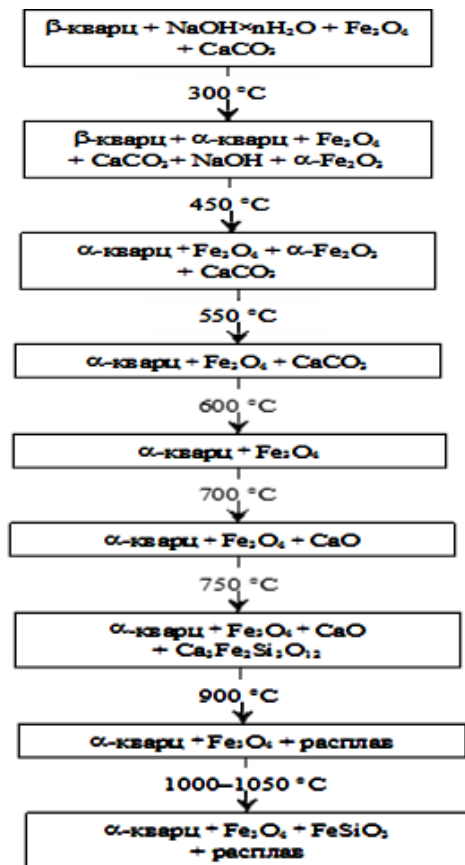 β-кварц + NaOH×nH₂O + Fe₃O₄
+ CaCO₃
300 °C
β-кварц + α-кварц + Fe₃O₄
+ CaCO₃ + NaOH + α-Fe₂O₃
450 °C
α-кварц + Fe₃O₄ + α-Fe₂O₃
+ CaCO₃
550 °C
α-кварц + Fe₃O₄ + CaCO₃
600 °C
α-кварц + Fe₃O₄
700 °C
α-кварц + Fe₃O₄ + CaO
750 °C
α-кварц + Fe₃O₄ + CaO
+ Ca₃Fe₂Si₃O₁₂
900 °C
α-кварц + Fe₃O₄ + расплав
1000–1050 °C
α-кварц + Fe₃O₄ + FeSiO₃
+ расплав